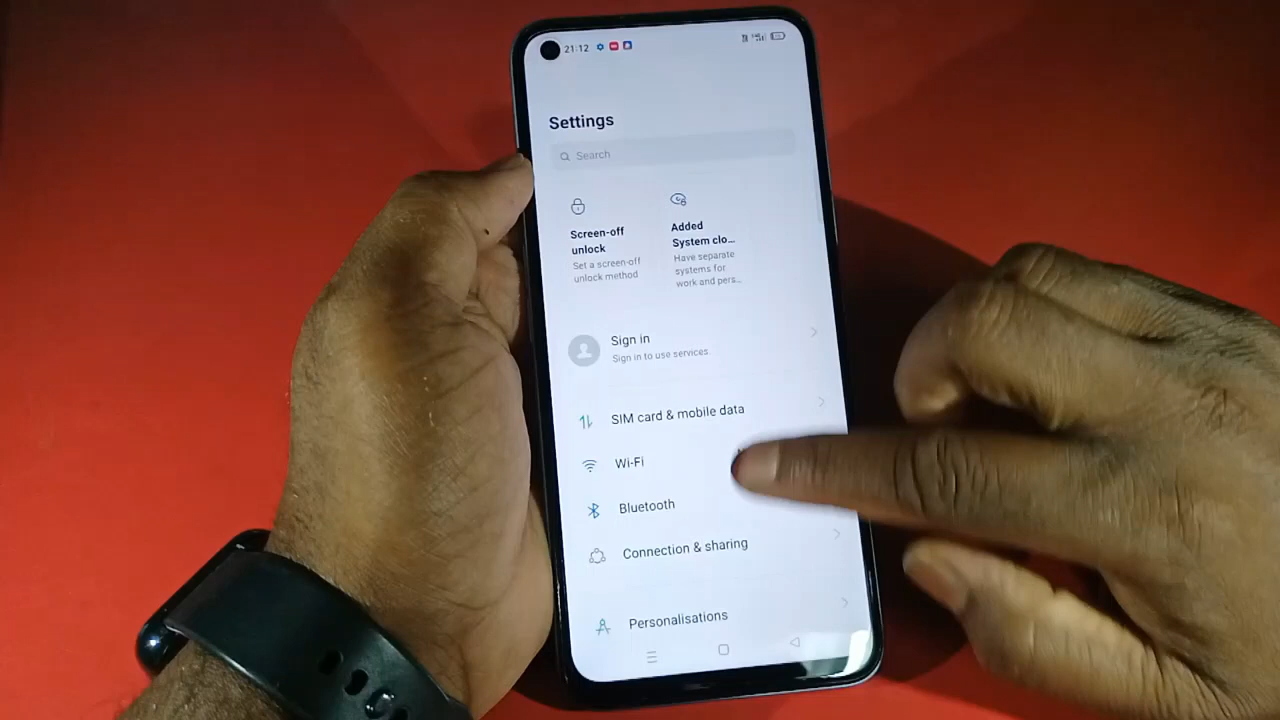 21:12
Settings
Search
Screen-off
unlock
Set a screen-off
unlock method
Added
System clo...
Have separate
systems for
work and pers...
Sign in
Sign in to use services.
SIM card & mobile data
Wi-Fi
Bluetooth
Connection & sharing
Personalisations